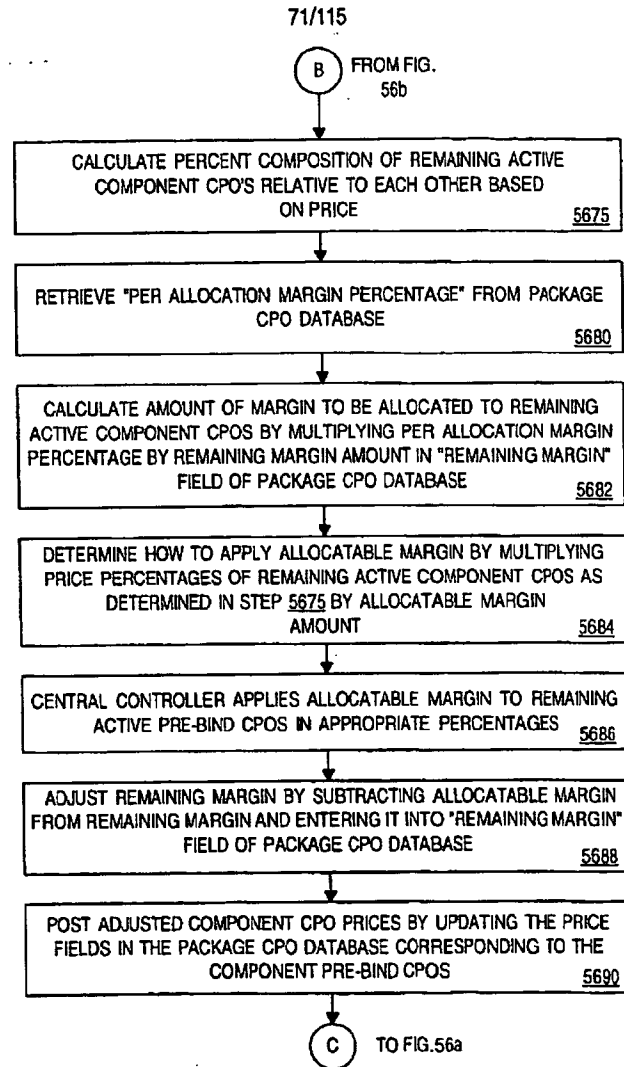 71/115
B FROM FIG.
56b
CALCULATE PERCENT COMPOSITION OF REMAINING ACTIVE
COMPONENT CPO'S RELATIVE TO EACH OTHER BASED
ON PRICE
5675
RETRIEVE "PER ALLOCATION MARGIN PERCENTAGE" FROM PACKAGE
CPO DATABASE
5680
CALCULATE AMOUNT OF MARGIN TO BE ALLOCATED TO REMAINING
ACTIVE COMPONENT CPOS BY MULTIPLYING PER ALLOCATION MARGIN
PERCENTAGE BY REMAINING MARGIN AMOUNT IN "REMAINING MARGIN"
FIELD OF PACKAGE CPO DATABASE
5682
DETERMINE HOW TO APPLY ALLOCATABLE MARGIN BY MULTIPLYING
PRICE PERCENTAGES OF REMAINING ACTIVE COMPONENT CPOS AS
DETERMINED IN STEP 5675 BY ALLOCATABLE MARGIN
AMOUNT
5684
CENTRAL CONTROLLER APPLIES ALLOCATABLE MARGIN TO REMAINING
ACTIVE PRE-BIND CPOS IN APPROPRIATE PERCENTAGES
5686
ADJUST REMAINING MARGIN BY SUBTRACTING ALLOCATABLE MARGIN
FROM REMAINING MARGIN AND ENTERING IT INTO "REMAINING MARGIN"
FIELD OF PACKAGE CPO DATABASE
5688
POST ADJUSTED COMPONENT CPO PRICES BY UPDATING THE PRICE
FIELDS IN THE PACKAGE CPO DATABASE CORRESPONDING TO THE
COMPONENT PRE-BIND CPOS
5690
C TO FIG.56a